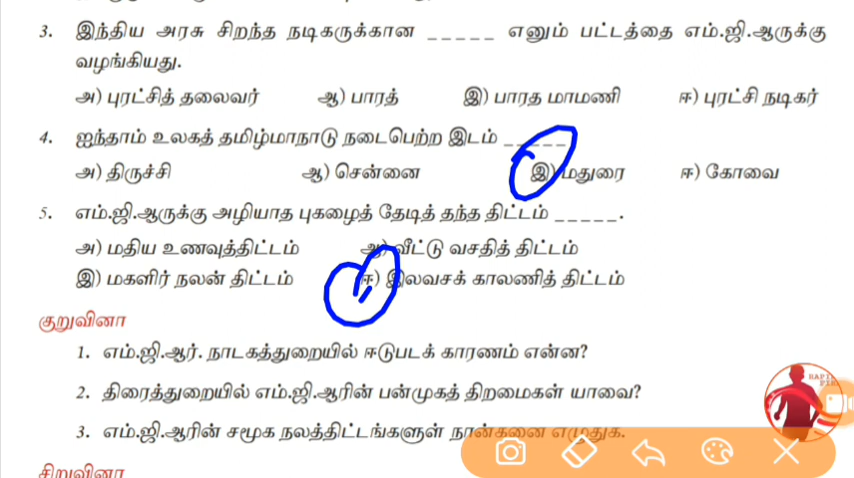 3. இந்திய அரசு சிறந்த நடிகருக்கான _ _ _ _ _ எனும் பட்டத்தை எம்.ஜி.ஆருக்கு
வழங்கியது.
அ) புரட்சித் தலைவர் ஆ) பாரத் இ) பாரத மாமணி ஈ) புரட்சி நடிகர்
4. ஐந்தாம் உலகத் தமிழ்மாநாடு நடைபெற்ற இடம் _ _ _ _ _
அ) திருச்சி ஆ) சென்னை இ) மதுரை ஈ) கோவை
5. எம்.ஜி.ஆருக்கு அழியாத புகழைத் தேடித் தந்த திட்டம் _ _ _ _ _.
அ) மதிய உணவுத்திட்டம் ஆ) வீட்டு வசதித் திட்டம்
இ) மகளிர் நலன் திட்டம் ஈ) இலவசக் காலணித் திட்டம்
குறுவினா
1. எம்.ஜி.ஆர். நாடகத்துறையில் ஈடுபடக் காரணம் என்ன?
2. திரைத்துறையில் எம்.ஜி.ஆரின் பன்முகத் திறமைகள் யாவை?
3. எம்.ஜி.ஆரின் சமூக நலத்திட்டங்களுள் நான்கனை எழுதுக.
சிறுவினா